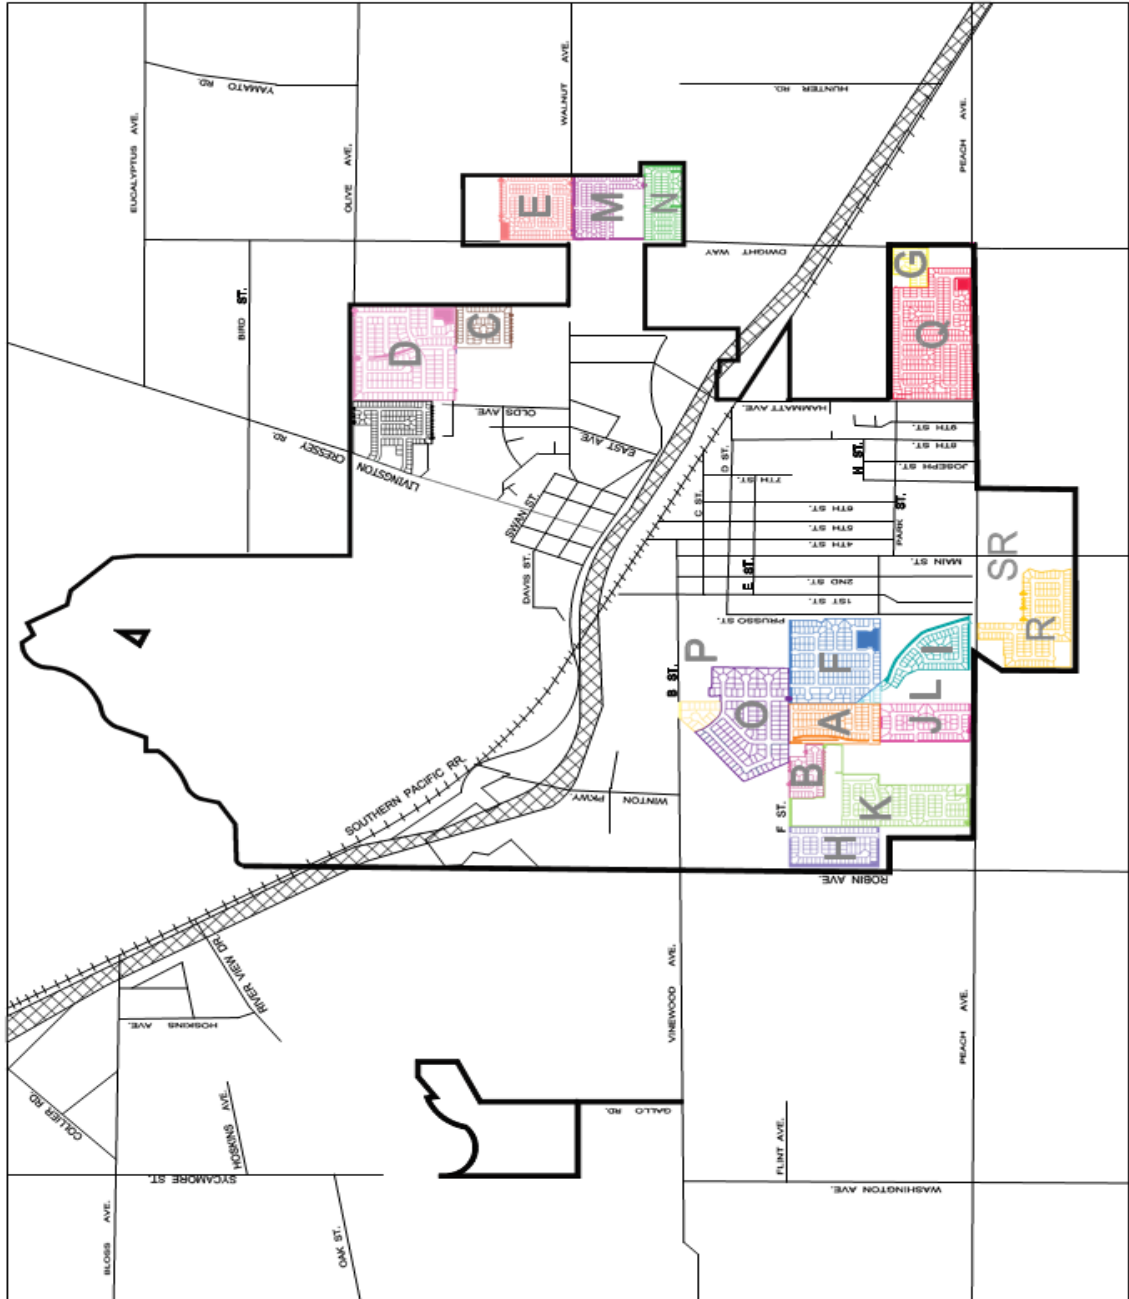 WALNUT AVE.
YAMATO RD.
HUNTER RD.
EUCALYPTUS AVE.
OLIVE AVE.
PEACH AVE.
E
M
N
DWIGHT WAY
G
BIRD ST.
D
C
Q
OLDS AVE.
HAMMATT AVE.
EAST AVE.
9TH ST.
8TH ST.
JOSEPH ST.
H ST.
D ST.
LIVINGSTON CRESSEY RD.
7TH ST.
SWAN ST.
C ST.
6TH ST.
5TH ST.
4TH ST.
PARK ST.
MAIN ST.
SR
DAVIS ST.
E ST.
2ND ST.
1ST ST.
PRUSSO ST.
R
P
B ST.
F
I
O
A
L
J
B
K
SOUTHERN PACIFIC RR.
WINTON PKWY.
F ST.
H
ROBIN AVE.
RIVER VIEW DR.
HOSKINS AVE.
VINEWOOD AVE.
PEACH AVE.
COLLIER RD.
HOSKINS AVE.
GALLO RD.
FLINT AVE.
SYCAMORE ST.
WASHINGTON AVE.
BLOSS AVE.
OAK ST.